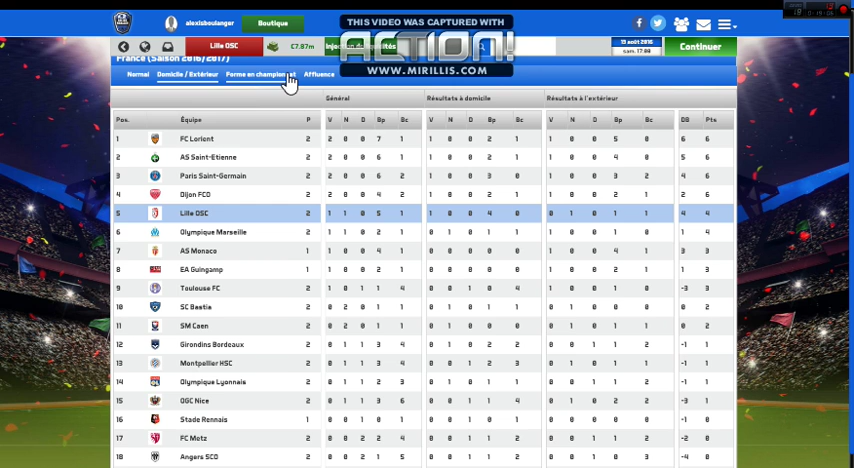 THIS VIDEO WAS CAPTURED WITH
ACTION!
WWW.MIRILLIS.COM
alexisboulanger
Boutique
Lille OSC
€7.87m
19 août 2016
Continuer
France (Saison 2016/2017)
Normal Domicile / Extérieur Forme en champion Affluence
Général Résultats à domicile Résultats à l'extérieur
Pos. Équipe P V N D Bp Bc V N D Bp Bc V N D Bp Bc DB Pts
1 FC Lorient 2 2 0 0 7 1 1 0 0 2 1 1 0 0 5 0 6 6
2 AS Saint-Etienne 2 2 0 0 6 1 1 0 0 2 1 1 0 0 4 0 5 6
3 Paris Saint-Germain 2 2 0 0 6 2 1 0 0 3 0 1 0 0 3 2 4 6
4 Dijon FCO 2 2 0 0 4 2 1 0 0 2 1 1 0 0 2 1 2 6
5 Lille OSC 2 1 1 0 5 1 1 0 0 4 0 0 1 0 1 1 4 4
6 Olympique Marseille 2 1 1 0 2 1 0 1 0 1 1 1 0 0 1 0 1 4
7 AS Monaco 1 1 0 0 4 1 0 0 0 0 0 1 0 0 4 1 3 3
8 EA Guingamp 1 1 0 0 2 1 0 0 0 0 0 1 0 0 2 1 1 3
9 Toulouse FC 2 1 0 1 1 4 0 0 1 0 4 1 0 0 1 0 -3 3
10 SC Bastia 2 0 2 0 1 1 0 1 0 1 1 0 1 0 0 0 0 2
11 SM Caen 2 0 2 0 1 1 0 1 0 0 0 0 1 0 1 1 0 2
12 Girondins Bordeaux 2 0 1 1 3 4 0 1 0 2 2 0 0 1 1 2 -1 1
13 Montpellier HSC 2 0 1 1 3 4 0 0 1 2 3 0 1 0 1 1 -1 1
14 Olympique Lyonnais 2 0 1 1 2 3 0 1 0 1 1 0 0 1 1 2 -1 1
15 OGC Nice 2 0 1 1 3 6 0 0 1 1 4 0 1 0 2 2 -3 1
16 Stade Rennais 1 0 0 1 0 1 0 0 1 0 1 0 0 0 0 0 -1 0
17 FC Metz 2 0 0 2 2 4 0 0 1 1 2 0 0 1 1 2 -2 0
18 Angers SCO 2 0 0 2 1 5 0 0 1 1 2 0 0 1 0 3 -4 0